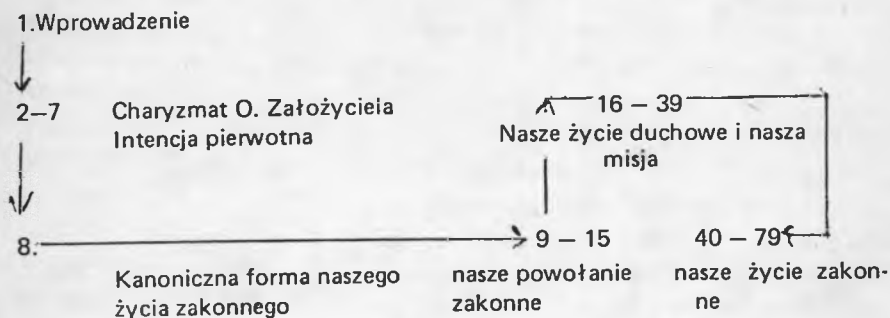 1.Wprowadzenie
2–7 Charyzmat O. Założyciela
Intencja pierwotna
16 – 39
Nasze życie duchowe i nasza
misja
8.
Kanoniczna forma naszego
życia zakonnego
9 – 15
nasze powołanie
zakonne
40 – 79
nasze życie zakon-
ne